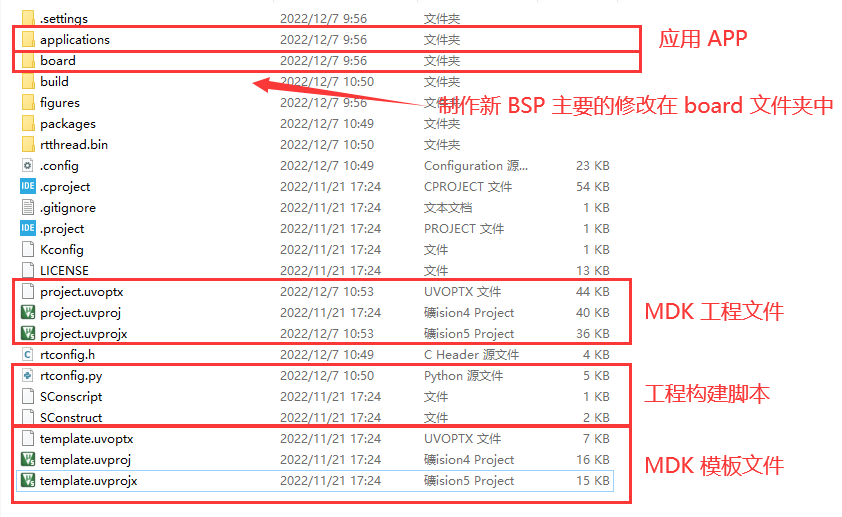 .settings 2022/12/7 9:56 文件夹
applications 2022/12/7 9:56 文件夹 应用 APP
board 2022/12/7 9:56 文件夹
build 2022/12/7 10:50 文件夹
figures 2022/12/7 9:56 文件夹
制作新 BSP 主要的修改在 board 文件夹中
packages 2022/12/7 10:49 文件夹
rtthread.bin 2022/12/7 10:50 文件夹
.config 2022/12/7 10:49 Configuration 源... 23 KB
IDE .cproject 2022/11/21 17:24 CPROJECT 文件 54 KB
.gitignore 2022/11/21 17:24 文本文档 1 KB
IDE .project 2022/11/21 17:24 PROJECT 文件 1 KB
Kconfig 2022/11/21 17:24 文件 1 KB
LICENSE 2022/11/21 17:24 文件 13 KB
project.uvoptx 2022/12/7 10:53 UVOPTX 文件 44 KB
project.uvproj 2022/11/21 17:24 礦ision4 Project 40 KB MDK 工程文件
project.uvprojx 2022/12/7 10:53 礦ision5 Project 36 KB
rtconfig.h 2022/12/7 10:49 C Header 源文件 4 KB
rtconfig.py 2022/12/7 10:50 Python 源文件 5 KB
SConscript 2022/11/21 17:24 文件 1 KB 工程构建脚本
SConstruct 2022/11/21 17:24 文件 2 KB
template.uvoptx 2022/11/21 17:24 UVOPTX 文件 7 KB
template.uvproj 2022/11/21 17:24 礦ision4 Project 16 KB MDK 模板文件
template.uvprojx 2022/11/21 17:24 礦ision5 Project 15 KB